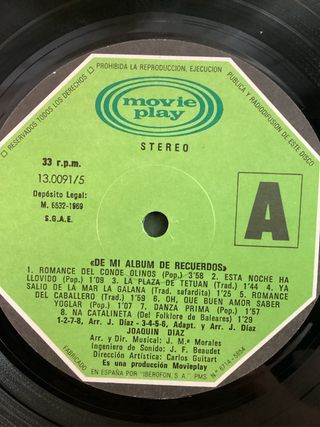 PROHIBIDA LA REPRODUCCION, EJECUCION
PUBLICA Y RADIODIFUSION DE ESTE DISCO
RESERVADOS TODOS LOS DERECHOS
movie
play
STEREO
33 r.p.m.
13.0091/5
Depósito Legal:
M. 6532-1969
S.G.A.E.
A
«DE MI ALBUM DE RECUERDOS»
1. ROMANCE DEL CONDE OLINOS (Pop.) 3'58 2. ESTA NOCHE HA
LLOVIDO (Pop.) 1'09 3. LA PLAZA DE TETUAN (Trad.) 1'44 4. YA
SALIO DE LA MAR LA GALANA (Trad. safardita) 1'25 5. ROMANCE
DEL CABALLERO (Trad.) 1'59 6. OH, QUE BUEN AMOR SABER
YOGLAR (Pop.) 1'07 7. DANZA PRIMA (Pop.) 1'57
8. NA CATALINETA (Del Folklore de Baleares) 1'29
1-2-7-8, Arr. J. Díaz - 3-4-5-6, Adapt. y Arr. J. Díaz
JOAQUIN DIAZ
Arr. y Dir. Musical: J. M.ª Morales
Ingeniero de Sonido: J. F. Beaudet
Dirección Artística: Carlos Guitart
Es una producción Movieplay
FABRICADO EN ESPAÑA POR "IBEROFON, S. A." PMS N.º 6714-5954